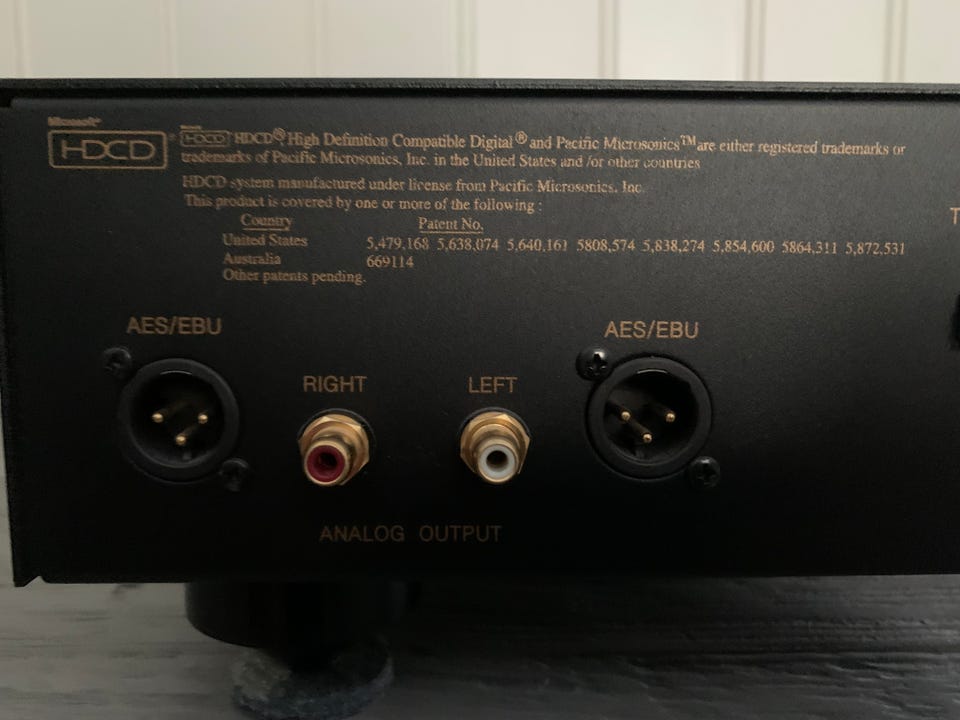 Microsoft®
HDCD®
HDCD HDCD®, High Definition Compatible Digital® and Pacific Microsonics™ are either registered trademarks or
trademarks of Pacific Microsonics, Inc. in the United States and /or other countries
HDCD system manufactured under license from Pacific Microsonics, Inc.
This product is covered by one or more of the following :
Country Patent No.
United States 5,479,168 5,638,074 5,640,161 5808,574 5,838,274 5,854,600 5864,311 5,872,531
Australia 669114
Other patents pending.
AES/EBU AES/EBU
RIGHT LEFT
ANALOG OUTPUT
T